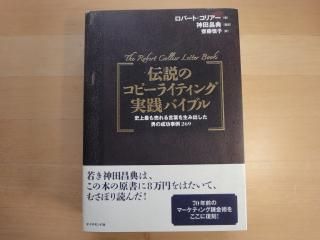 ロバート・コリアー 著
神田昌典 監修
齋藤慎子 訳
The Robert Collier Letter Book
伝説の
コピーライティング
実践バイブル
史上最も売れる言葉を生み出した
男の成功事例269
若き神田昌典は、
この本の原書に8万円をはたいて、
むさぼり読んだ!
70年前の
マーケティング錬金術を
ここに復刻!
ダイヤモンド社